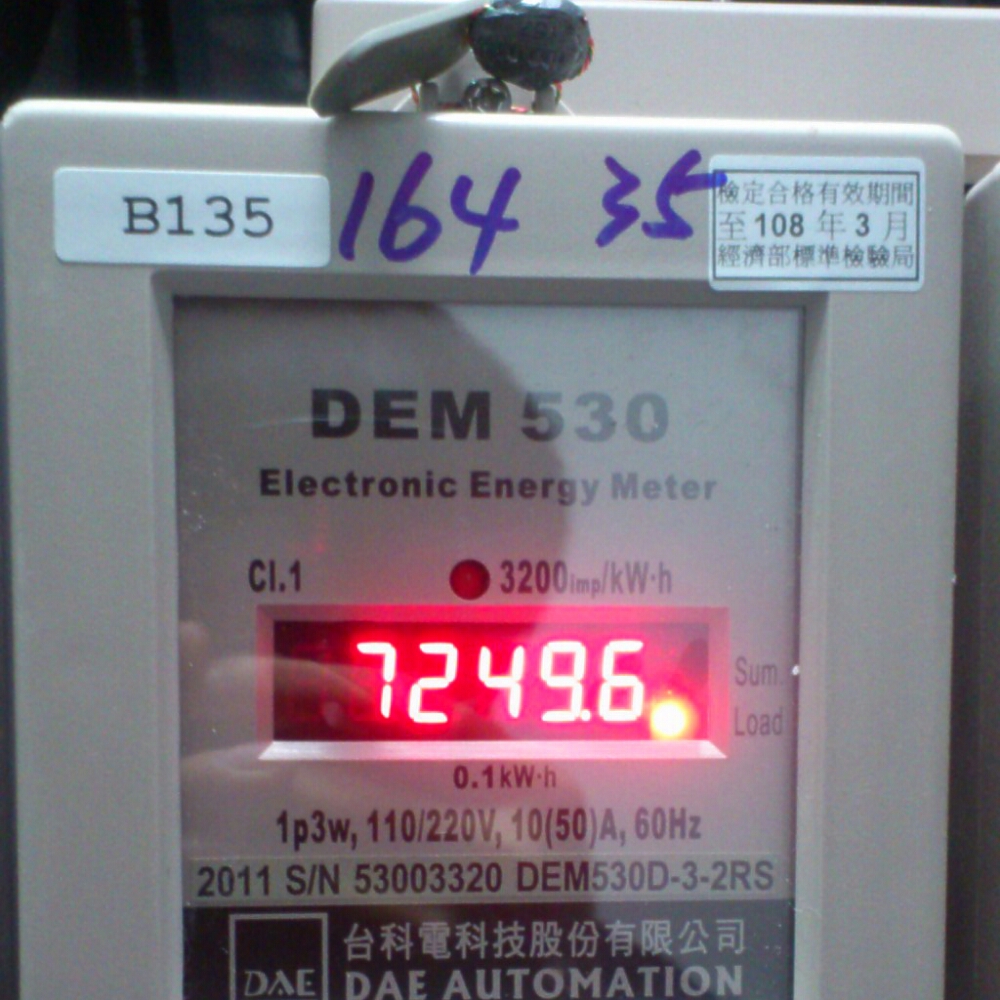 B135
164 35
檢定合格有效期間
至 108 年 3 月
經濟部標準檢驗局
DEM 530
Electronic Energy Meter
Cl.1
3200imp/kW·h
7249.6
Sum.
Load
0.1kW·h
1p3w, 110/220V, 10(50)A, 60Hz
2011 S/N 53003320 DEM530D-3-2RS
DAE
台科電科技股份有限公司
DAE AUTOMATION